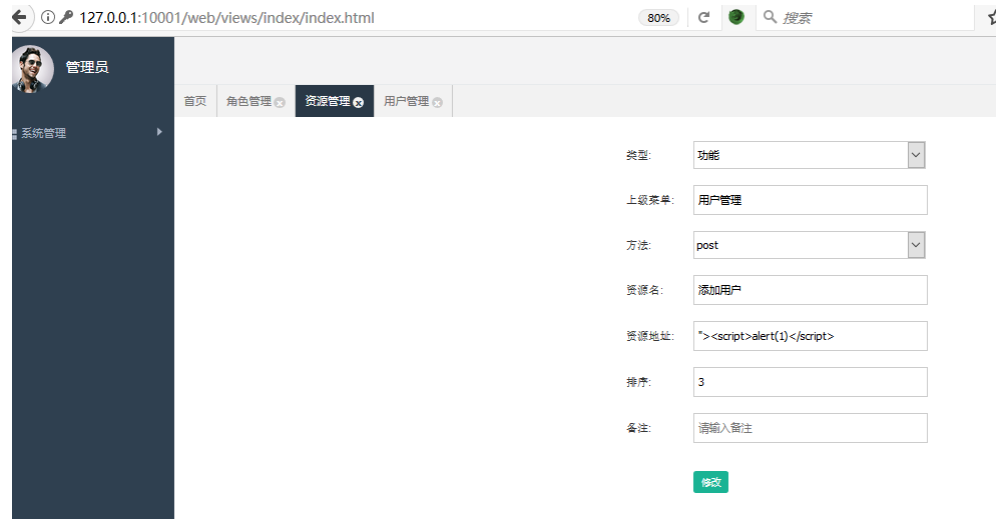 127.0.0.1:10001/web/views/index/index.html
80%
搜索
管理员
首页 角色管理 资源管理 用户管理
系统管理
类型: 功能
上级菜单: 用户管理
方法: post
资源名: 添加用户
资源地址: "><script>alert(1)</script>
排序: 3
备注: 请输入备注
修改